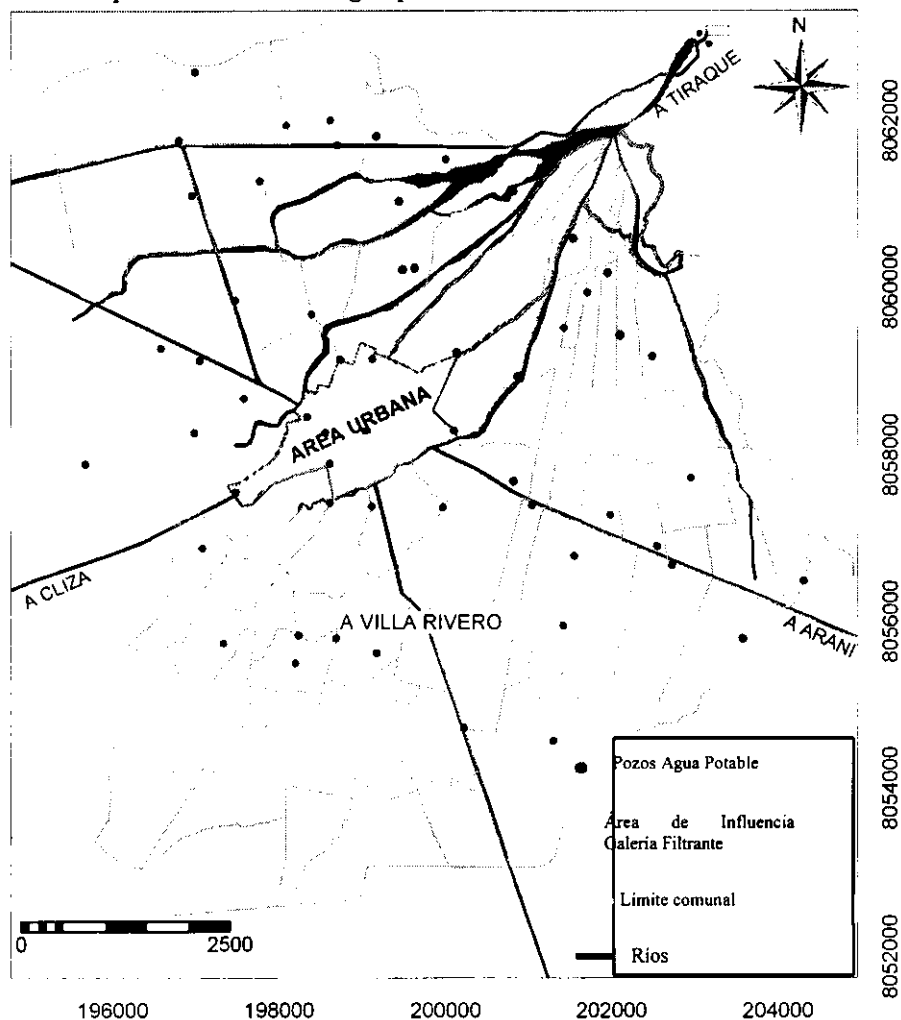 N
A TIRAQUE
8062000
8060000
AREA URBANA
8058000
A CLIZA
A VILLA RIVERO
A ARANI
8056000
Pozos Agua Potable
Área de Influencia
Galería Filtrante
Limite comunal
Ríos
8054000
0 2500
8052000
196000 198000 200000 202000 204000